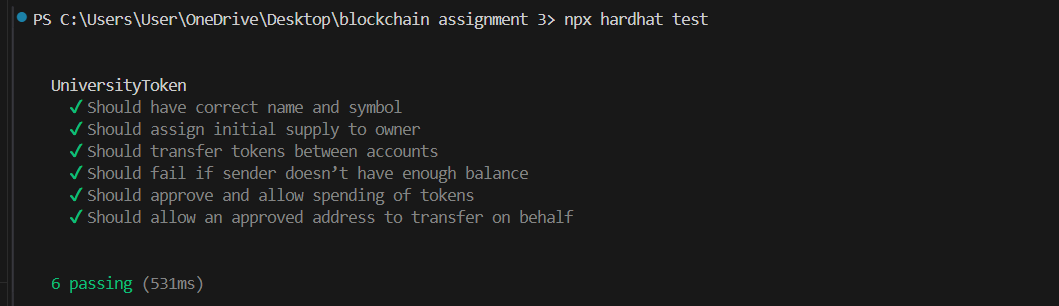 PS C:\Users\User\OneDrive\Desktop\blockchain assignment 3> npx hardhat test
UniversityToken
✓ Should have correct name and symbol
✓ Should assign initial supply to owner
✓ Should transfer tokens between accounts
✓ Should fail if sender doesn’t have enough balance
✓ Should approve and allow spending of tokens
✓ Should allow an approved address to transfer on behalf
6 passing (531ms)